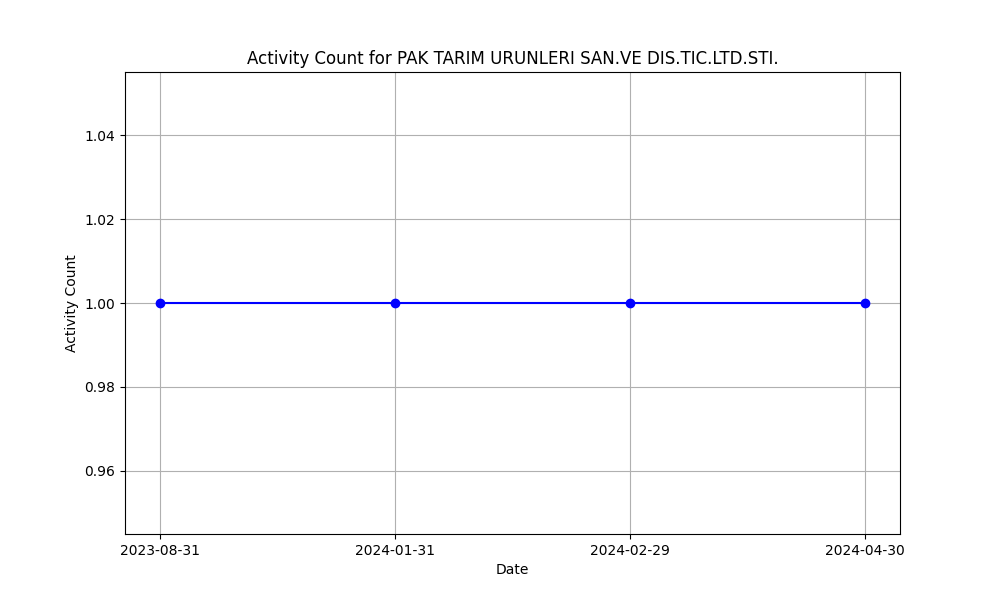 Activity Count for PAK TARIM URUNLERI SAN.VE DIS.TIC.LTD.STI.
1.04
1.02
1.00
0.98
0.96
Activity Count
2023-08-31 2024-01-31 2024-02-29 2024-04-30
Date